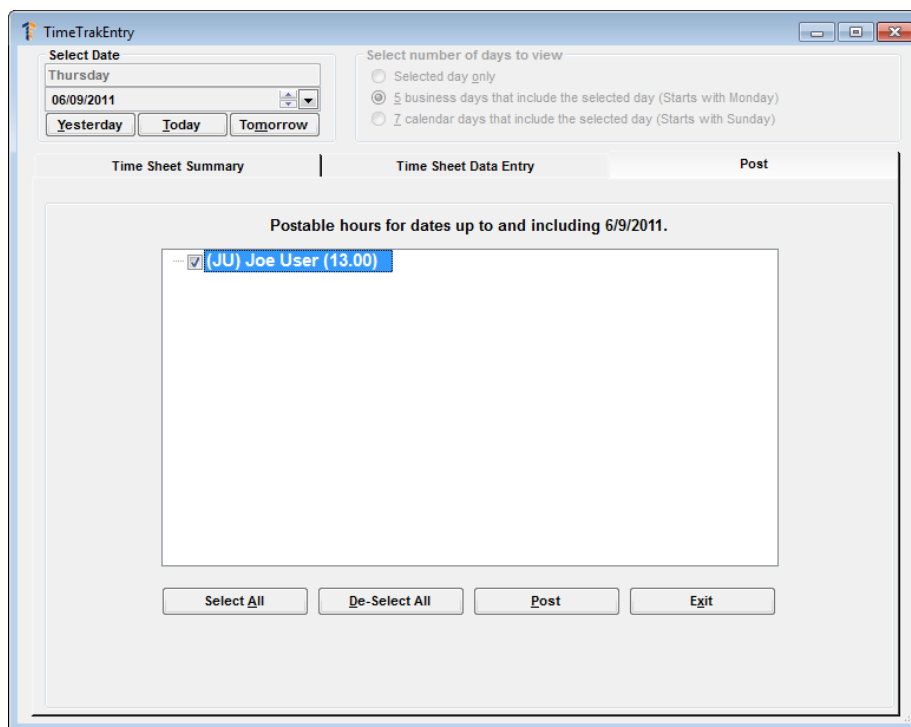 TimeTrakEntry
Select Date
Thursday
06/09/2011
Yesterday Today Tomorrow
Select number of days to view
Selected day only
5 business days that include the selected day (Starts with Monday)
7 calendar days that include the selected day (Starts with Sunday)
Time Sheet Summary Time Sheet Data Entry Post
Postable hours for dates up to and including 6/9/2011.
(JU) Joe User (13.00)
Select All De-Select All Post Exit